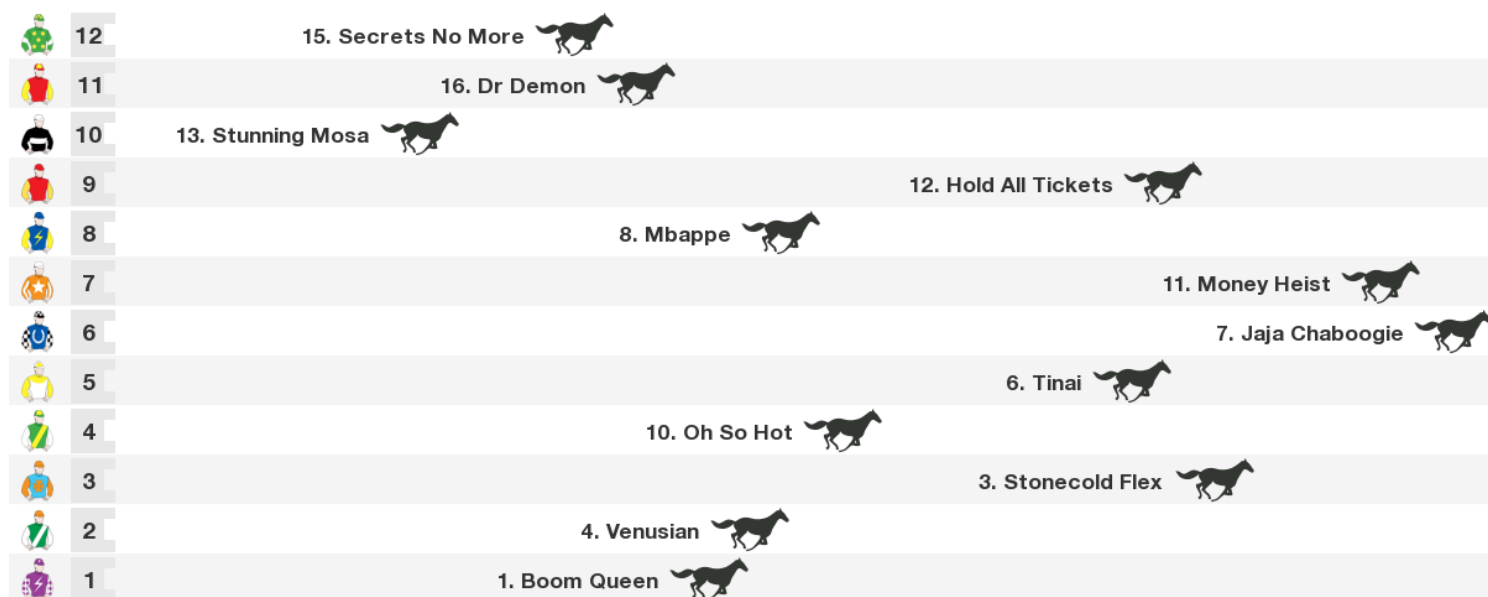 12 15. Secrets No More
11 16. Dr Demon
10 13. Stunning Mosa
9 12. Hold All Tickets
8 8. Mbappe
7 11. Money Heist
6 7. Jaja Chaboogie
5 6. Tinai
4 10. Oh So Hot
3 3. Stonecold Flex
2 4. Venusian
1 1. Boom Queen